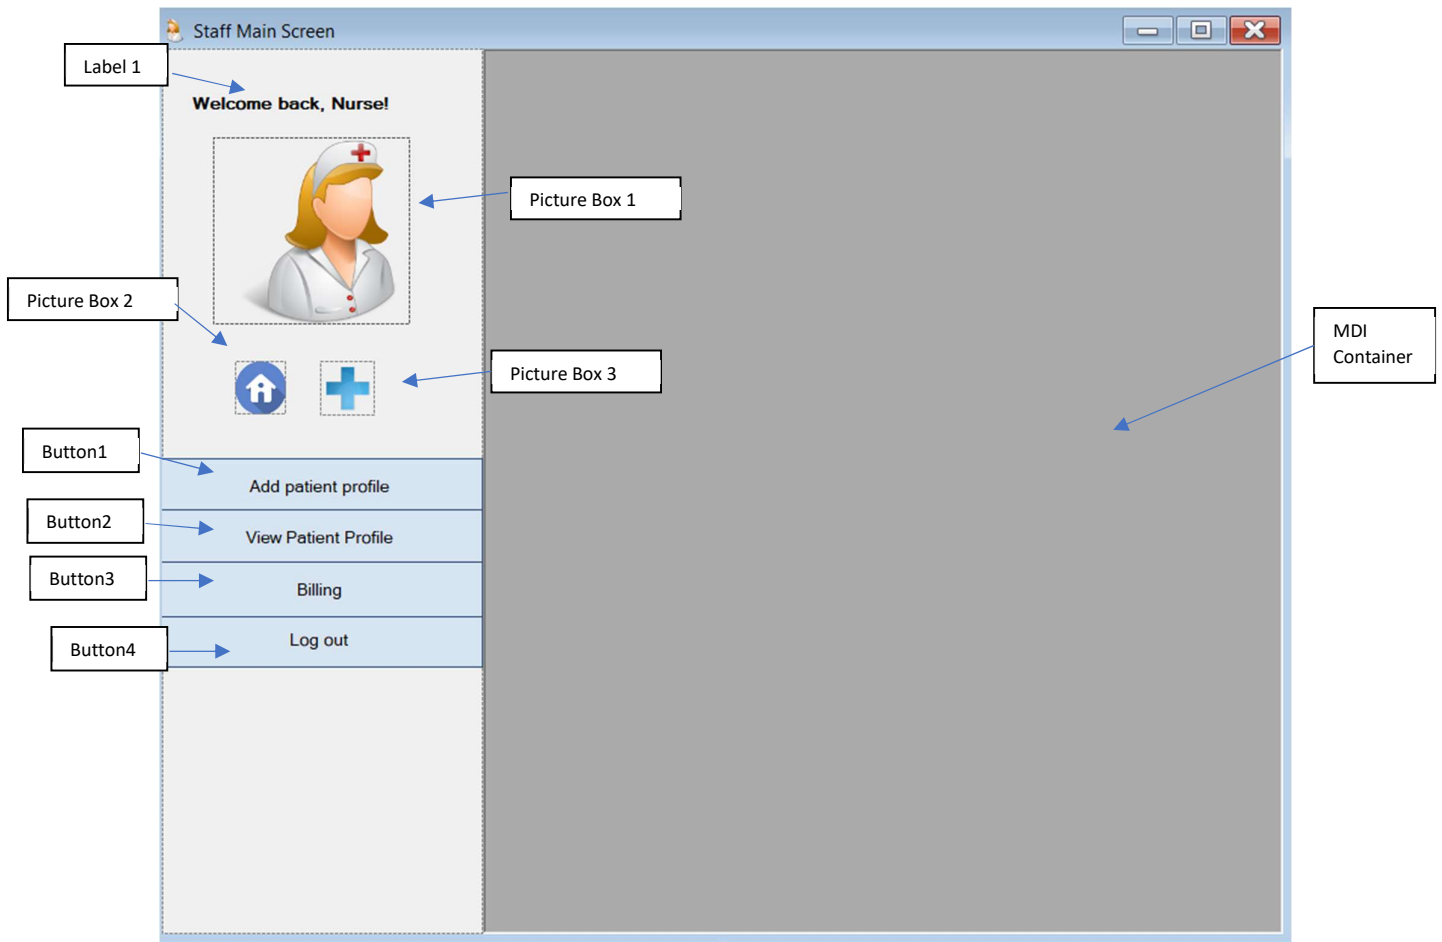 Staff Main Screen
Label 1
Welcome back, Nurse!
Picture Box 1
Picture Box 2
MDI
Container
Picture Box 3
Button1
Add patient profile
Button2
View Patient Profile
Button3
Billing
Button4
Log out